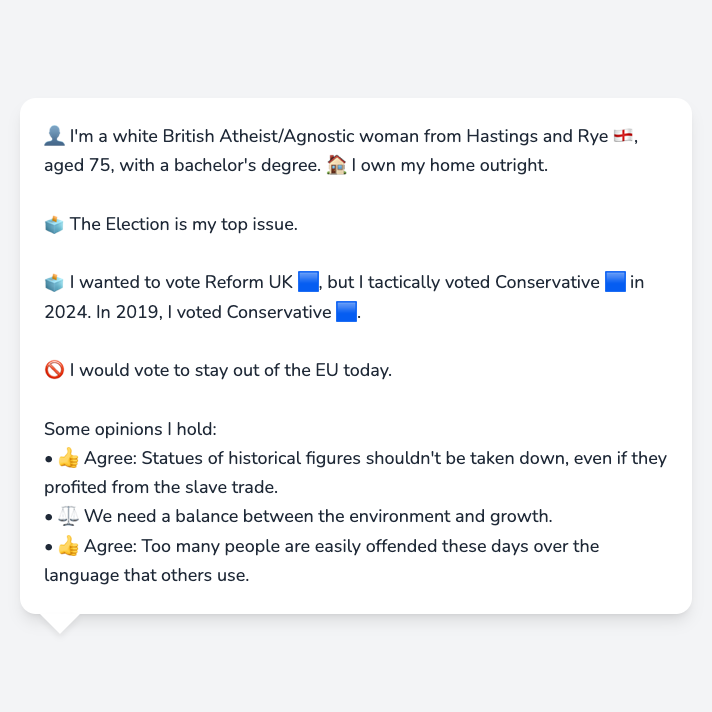 👤 I'm a white British Atheist/Agnostic woman from Hastings and Rye 🏴󠁧󠁢󠁥󠁮󠁧󠁿,
aged 75, with a bachelor's degree. 🏠 I own my home outright.
🗳️ The Election is my top issue.
🗳️ I wanted to vote Reform UK 🟦, but I tactically voted Conservative 🟦 in
2024. In 2019, I voted Conservative 🟦.
🚫 I would vote to stay out of the EU today.
Some opinions I hold:
• 👍 Agree: Statues of historical figures shouldn't be taken down, even if they
profited from the slave trade.
• ⚖️ We need a balance between the environment and growth.
• 👍 Agree: Too many people are easily offended these days over the
language that others use.